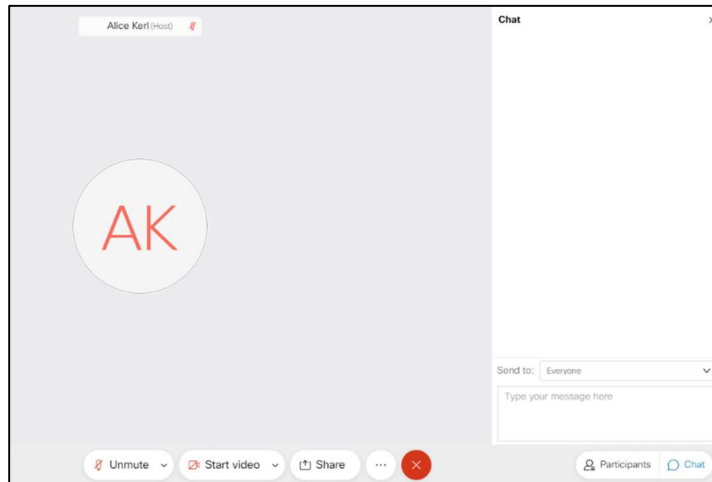 Alice Kerl (Host)
Chat
AK
Send to: Everyone
Type your message here
Unmute
Start video
Share
Participants
Chat